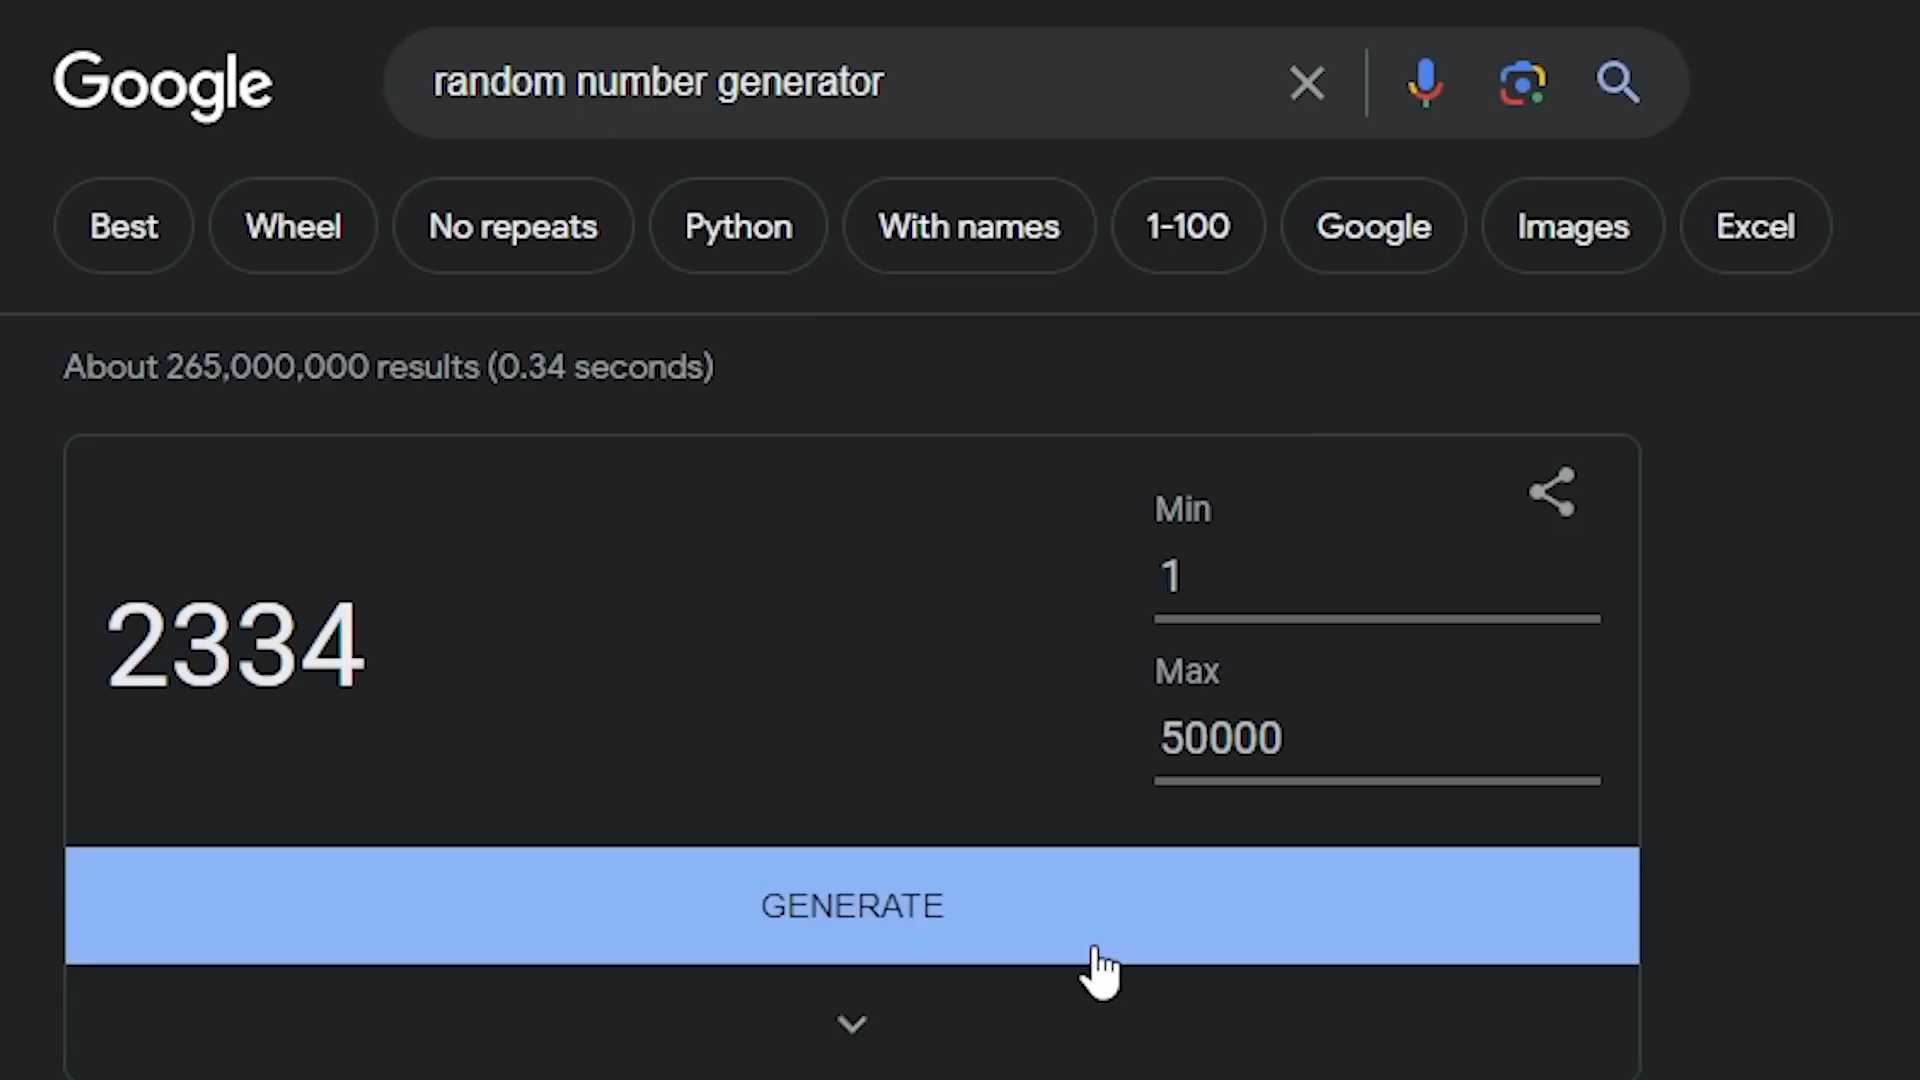 Google random number generator
Best Wheel No repeats Python With names 1-100 Google Images Excel
About 265,000,000 results (0.34 seconds)
Min
1
2334
Max
50000
GENERATE